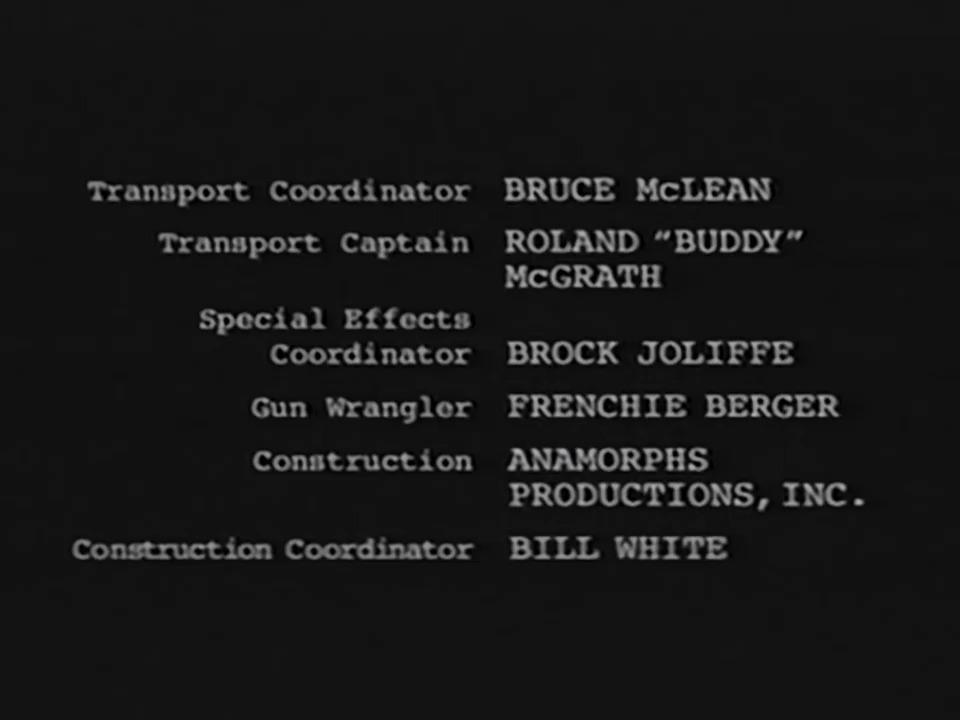 Transport Coordinator BRUCE McLEAN
Transport Captain ROLAND “BUDDY”
McGRATH
Special Effects
Coordinator BROCK JOLIFFE
Gun Wrangler FRENCHIE BERGER
Construction ANAMORPHS
PRODUCTIONS, INC.
Construction Coordinator BILL WHITE